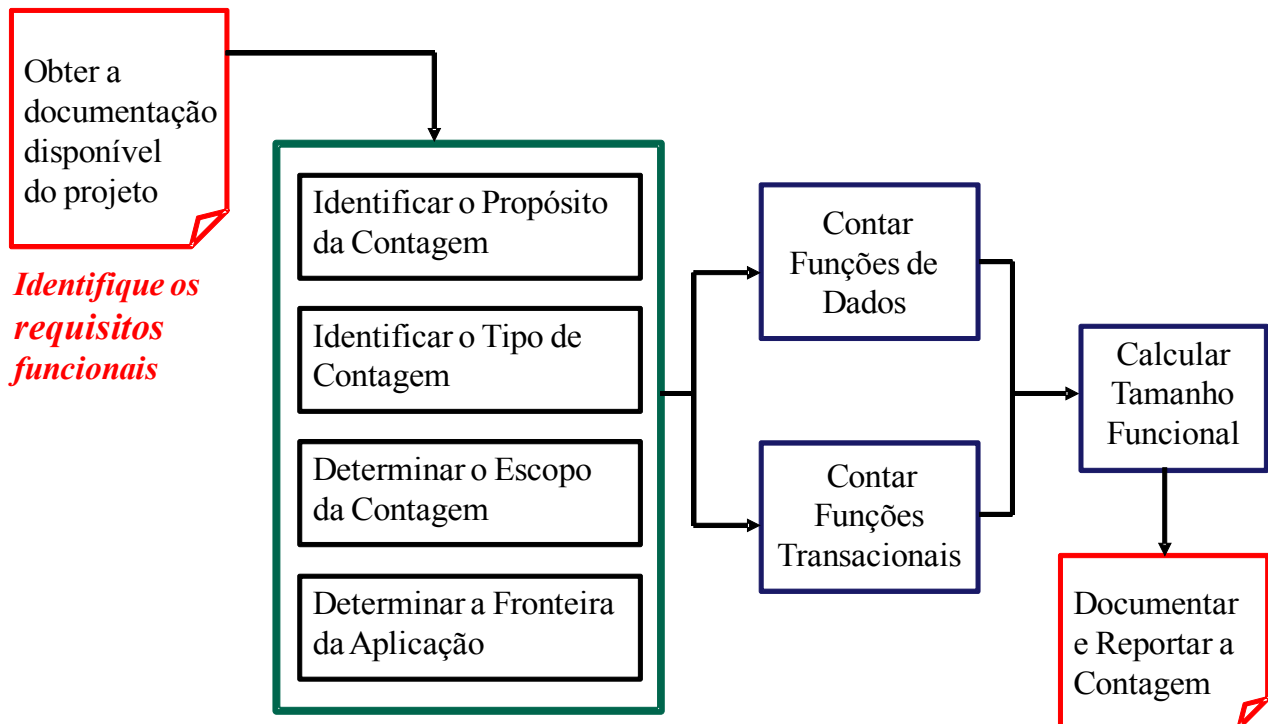 Obter a
documentação
disponível
do projeto
Identifique os
requisitos
funcionais
Identificar o Propósito
da Contagem
Identificar o Tipo de
Contagem
Determinar o Escopo
da Contagem
Determinar a Fronteira
da Aplicação
Contar
Funções de
Dados
Contar
Funções
Transacionais
Calcular
Tamanho
Funcional
Documentar
e Reportar a
Contagem